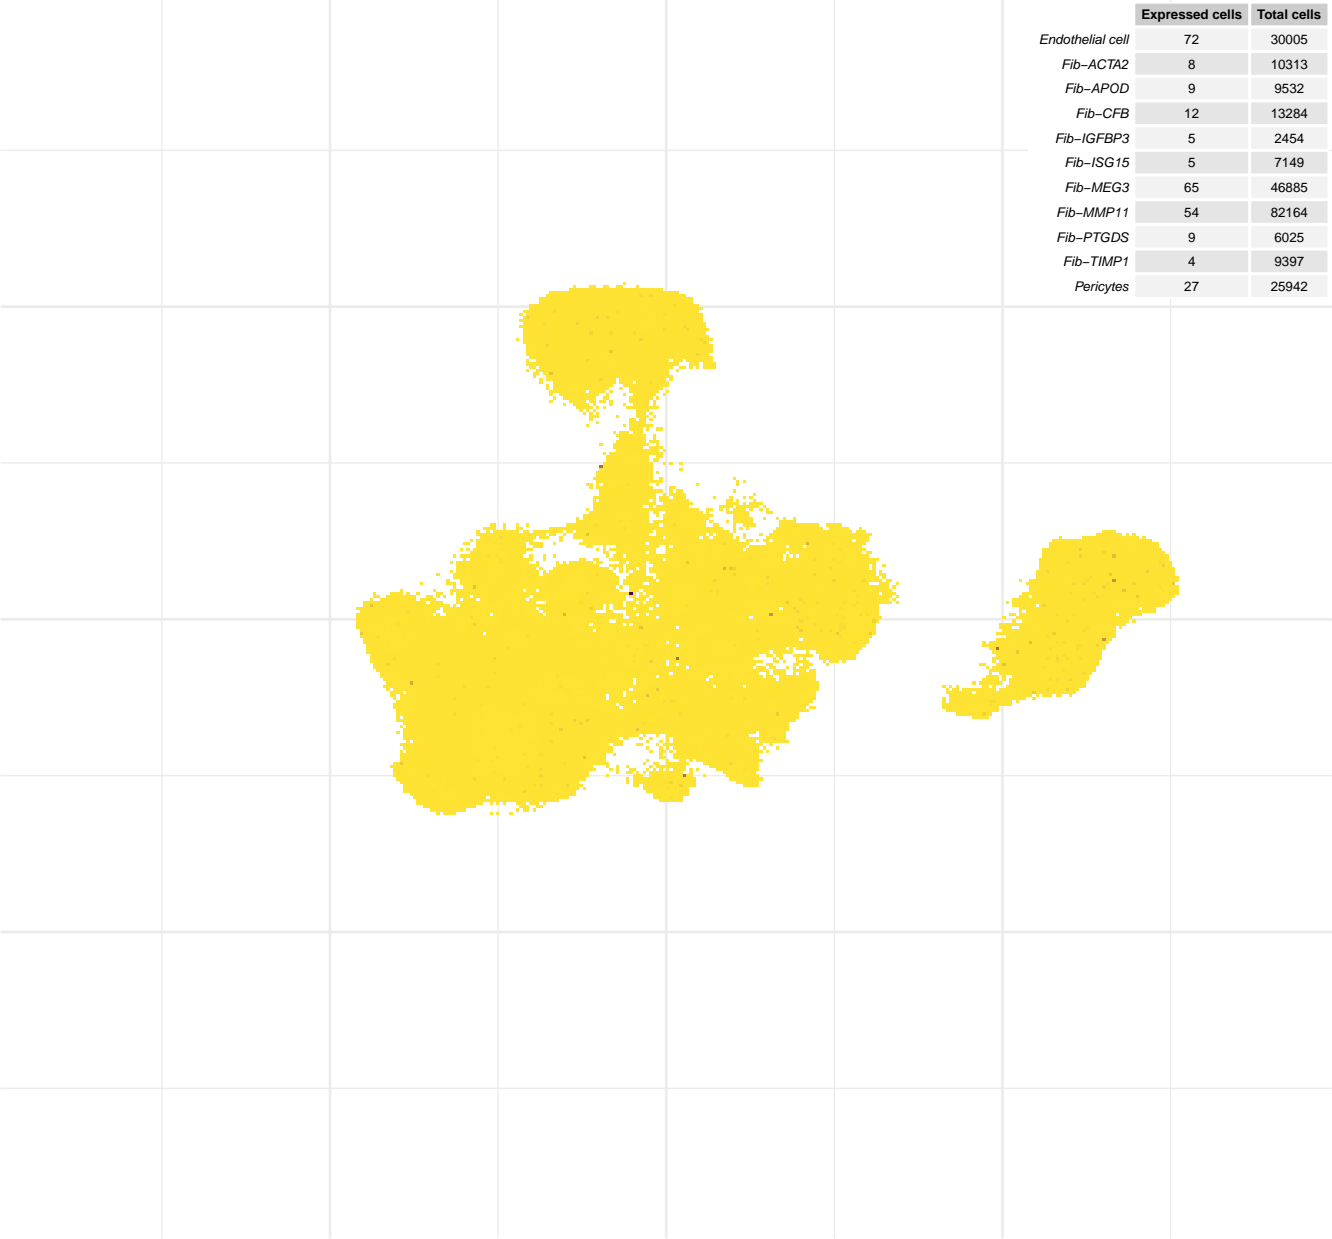 Expressed cells Total cells
Endothelial cell 72 30005
Fib−ACTA2 8 10313
Fib−APOD 9 9532
Fib−CFB 12 13284
Fib−IGFBP3 5 2454
Fib−ISG15 5 7149
Fib−MEG3 65 46885
Fib−MMP11 54 82164
Fib−PTGDS 9 6025
Fib−TIMP1 4 9397
Pericytes 27 25942